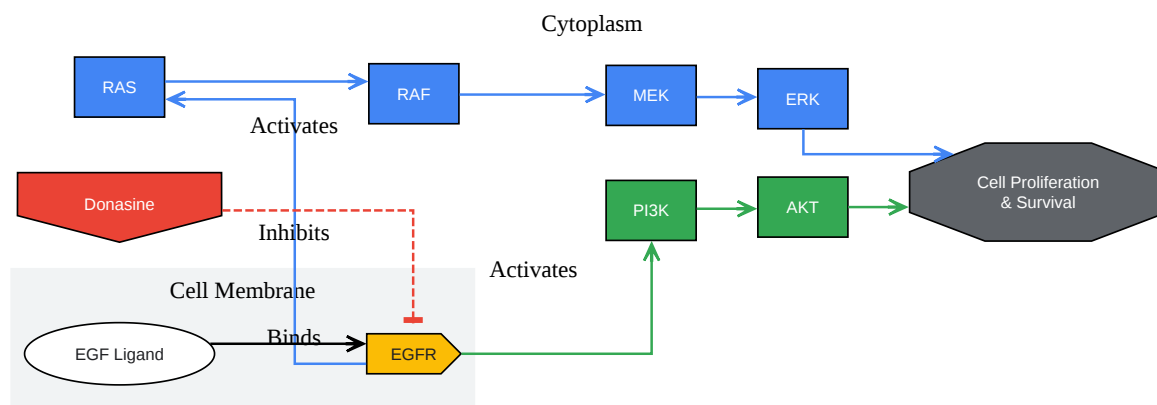 Cytoplasm
RAS
RAF
MEK
ERK
Activates
Donasine
Inhibits
PI3K
AKT
Cell Proliferation
& Survival
Activates
Cell Membrane
Binds
EGF Ligand
EGFR